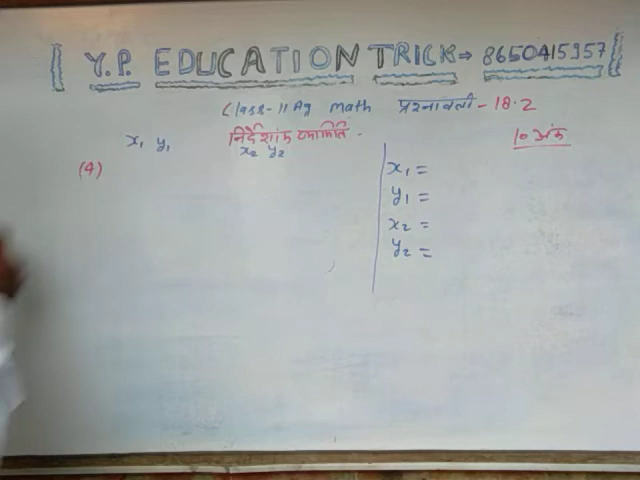 Y.P. EDUCATION TRICK → 8650415957
Class-11 Ag math प्रश्नावली - 18.2
निर्देशांक ज्यामिति -
10 अंक
x₁ y₁
x₂ y₂
(4)
x₁ =
y₁ =
x₂ =
y₂ =